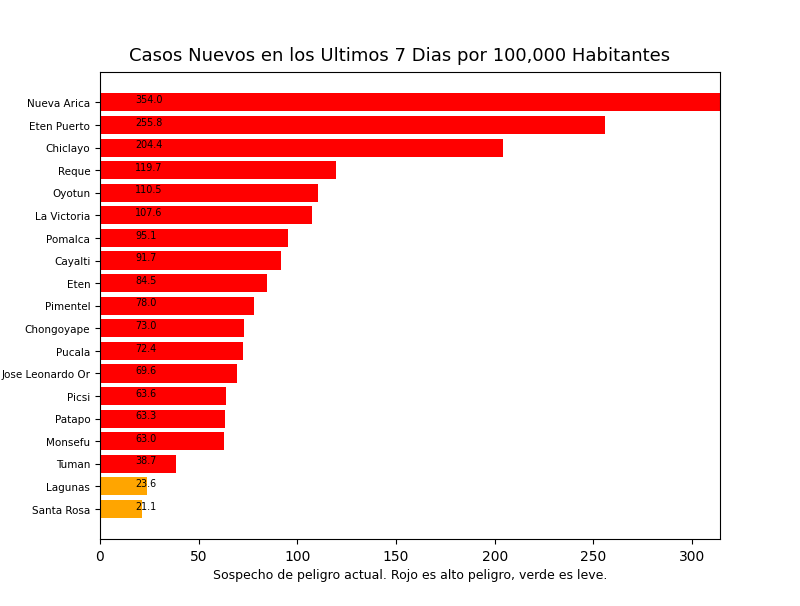 Casos Nuevos en los Ultimos 7 Dias por 100,000 Habitantes
Nueva Arica 354.0
Eten Puerto 255.8
Chiclayo 204.4
Reque 119.7
Oyotun 110.5
La Victoria 107.6
Pomalca 95.1
Cayalti 91.7
Eten 84.5
Pimentel 78.0
Chongoyape 73.0
Pucala 72.4
Jose Leonardo Or 69.6
Picsi 63.6
Patapo 63.3
Monsefu 63.0
Tuman 38.7
Lagunas 23.6
Santa Rosa 21.1
0 50 100 150 200 250 300
Sospecho de peligro actual. Rojo es alto peligro, verde es leve.